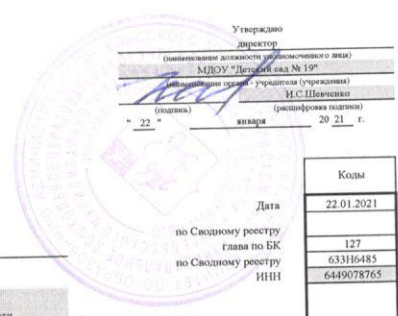 Утверждаю
директор
(наименование должности уполномоченного лица)
МДОУ "Детский сад № 19"
(наименование органа - учредителя (учреждения)
И.С.Шевченко
(подпись) (расшифровка подписи)
" 22 " января 20 21 г.
Коды
Дата 22.01.2021
по Сводному реестру
глава по БК 127
по Сводному реестру 633Н6485
ИНН 6449078765